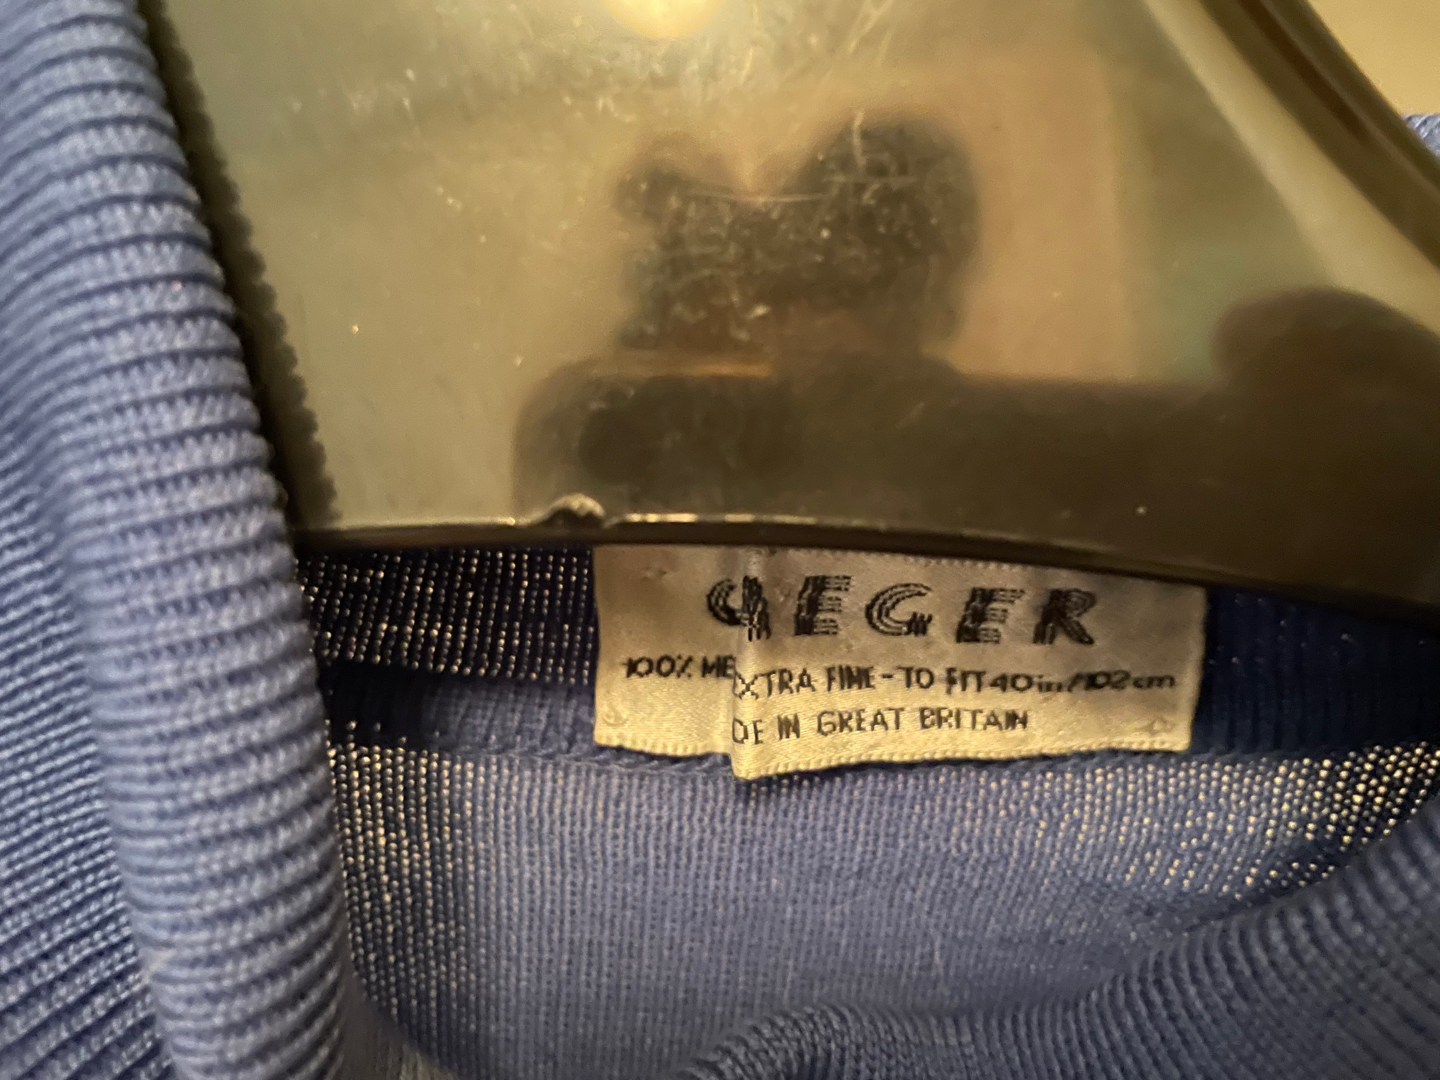 JAEGER
100% ME EXTRA FINE - TO FIT 40in/102cm
DE IN GREAT BRITAIN